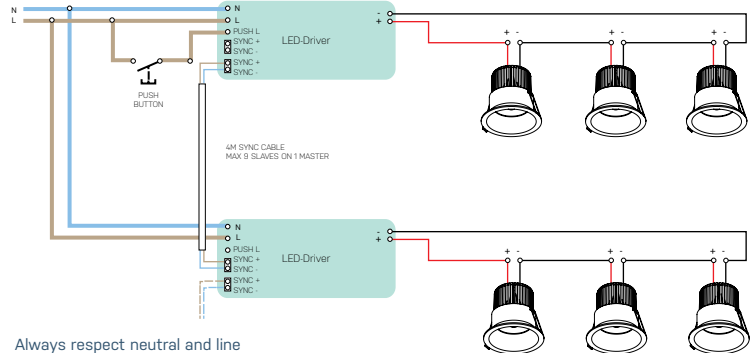 N
L
N
L
PUSH L
SYNC +
SYNC -
SYNC +
SYNC -
LED-Driver
-
+
+ -
+ -
+ -
PUSH
BUTTON
4M SYNC CABLE
MAX 9 SLAVES ON 1 MASTER
N
L
PUSH L
SYNC +
SYNC -
SYNC +
SYNC -
LED-Driver
-
+
+ -
+ -
+ -
Always respect neutral and line